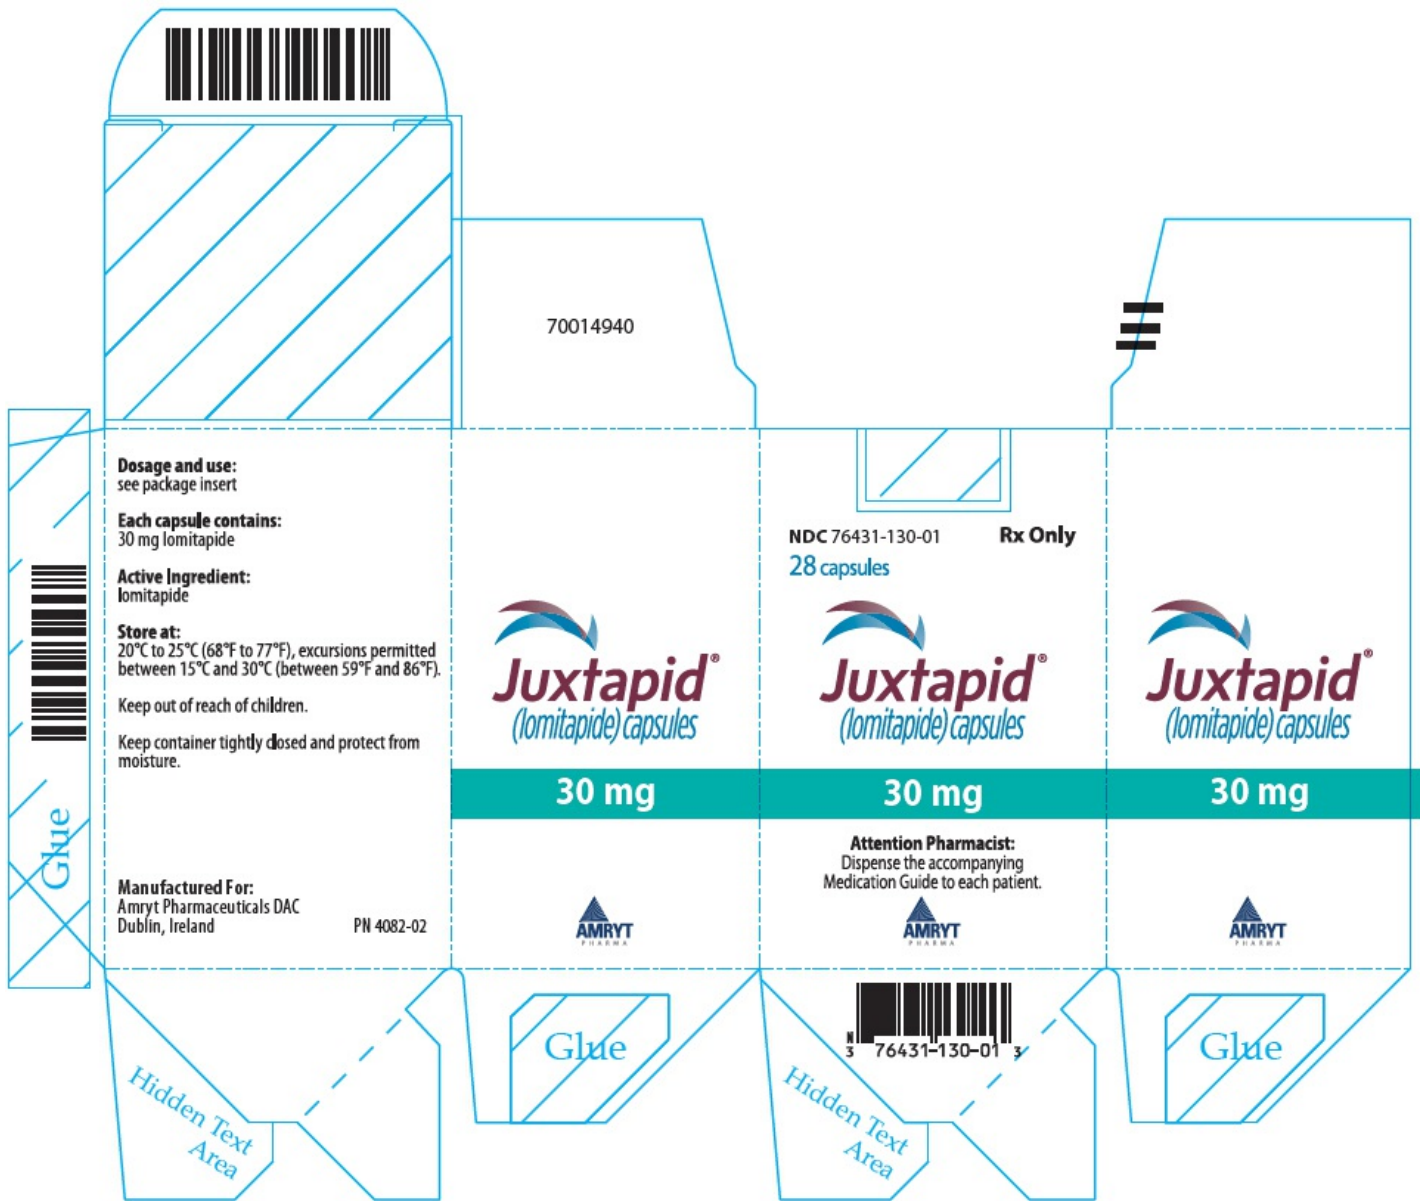 70014940
Dosage and use:
see package insert
Each capsule contains:
30 mg lomitapide
Active Ingredient:
lomitapide
Store at:
20°C to 25°C (68°F to 77°F), excursions permitted
between 15°C and 30°C (between 59°F and 86°F).
Keep out of reach of children.
Keep container tightly closed and protect from
moisture.
Manufactured For:
Amryt Pharmaceuticals DAC
Dublin, Ireland
PN 4082-02
Glue
Juxtapid®
(lomitapide) capsules
30 mg
AMRYT
PHARMA
NDC 76431-130-01
Rx Only
28 capsules
Juxtapid®
(lomitapide) capsules
30 mg
Attention Pharmacist:
Dispense the accompanying
Medication Guide to each patient.
AMRYT
PHARMA
Juxtapid®
(lomitapide) capsules
30 mg
AMRYT
PHARMA
Hidden Text
Area
Glue
N
3 76431-130-01 3
Hidden Text
Area
Glue